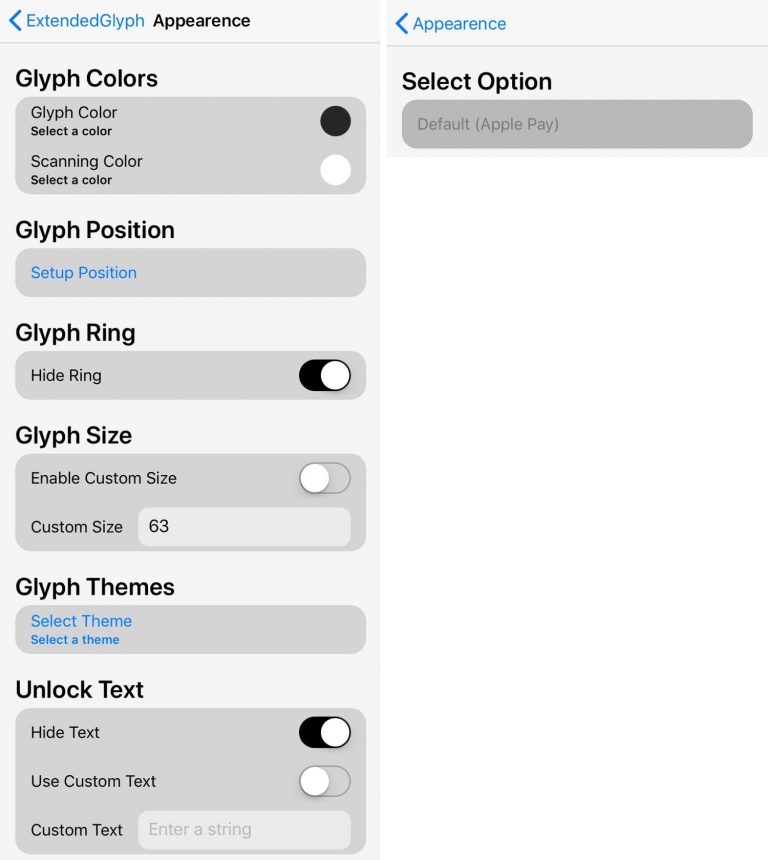 ExtendedGlyph Appearence
Glyph Colors
Glyph Color
Select a color
Scanning Color
Select a color
Glyph Position
Setup Position
Glyph Ring
Hide Ring
Glyph Size
Enable Custom Size
Custom Size 63
Glyph Themes
Select Theme
Select a theme
Unlock Text
Hide Text
Use Custom Text
Custom Text Enter a string
Appearence
Select Option
Default (Apple Pay)